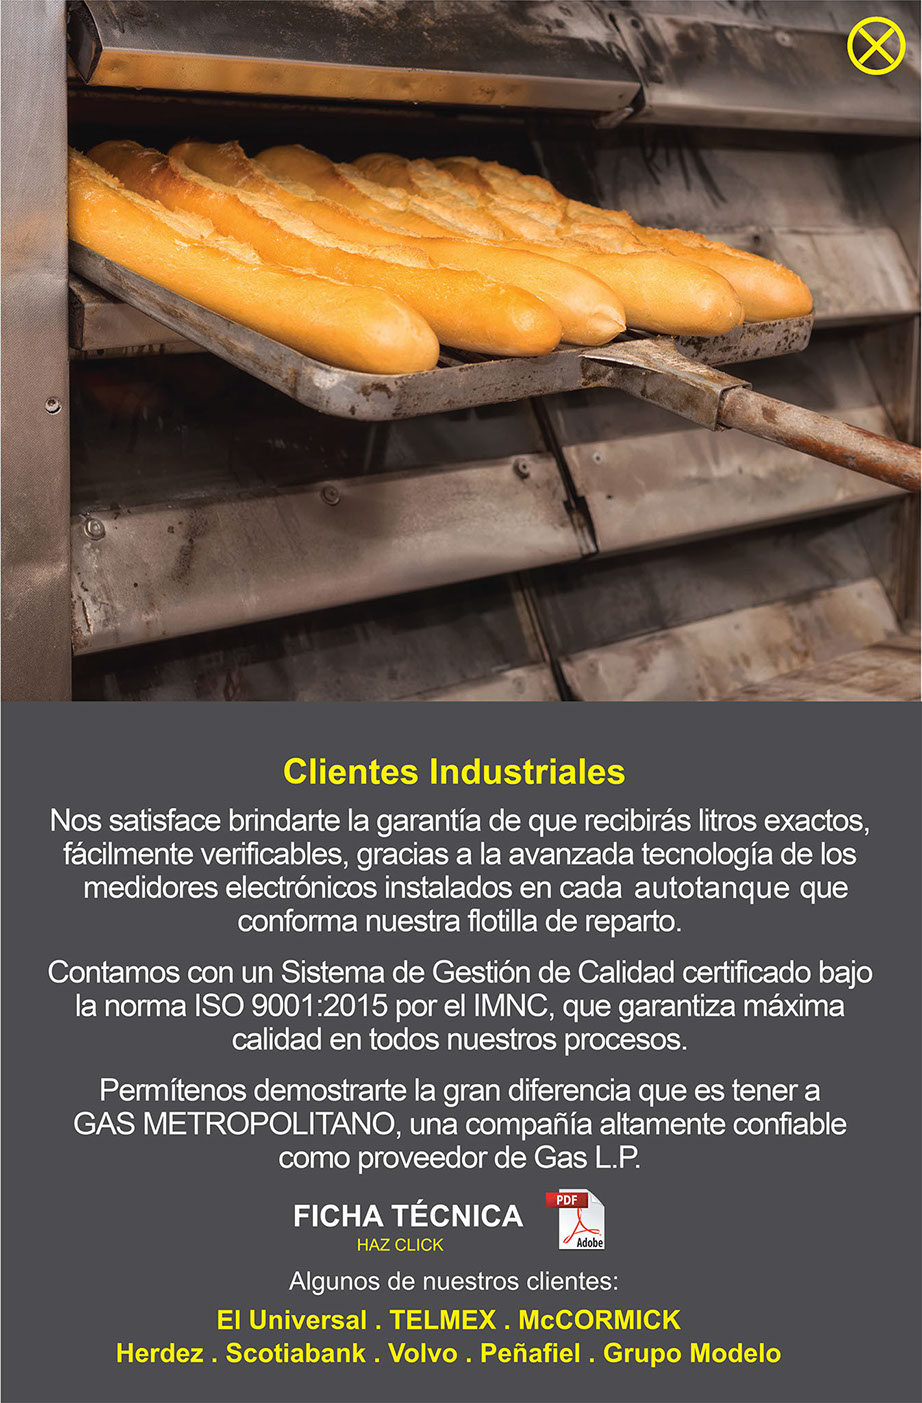 Clientes Industriales
Nos satisface brindarte la garantía de que recibirás litros exactos,
fácilmente verificables, gracias a la avanzada tecnología de los
medidores electrónicos instalados en cada autotanque que
conforma nuestra flotilla de reparto.
Contamos con un Sistema de Gestión de Calidad certificado bajo
la norma ISO 9001:2015 por el IMNC, que garantiza máxima
calidad en todos nuestros procesos.
Permítenos demostrarte la gran diferencia que es tener a
GAS METROPOLITANO, una compañía altamente confiable
como proveedor de Gas L.P.
FICHA TÉCNICA
PDF
Adobe
HAZ CLICK
Algunos de nuestros clientes:
El Universal . TELMEX . McCORMICK
Herdez . Scotiabank . Volvo . Peñafiel . Grupo Modelo